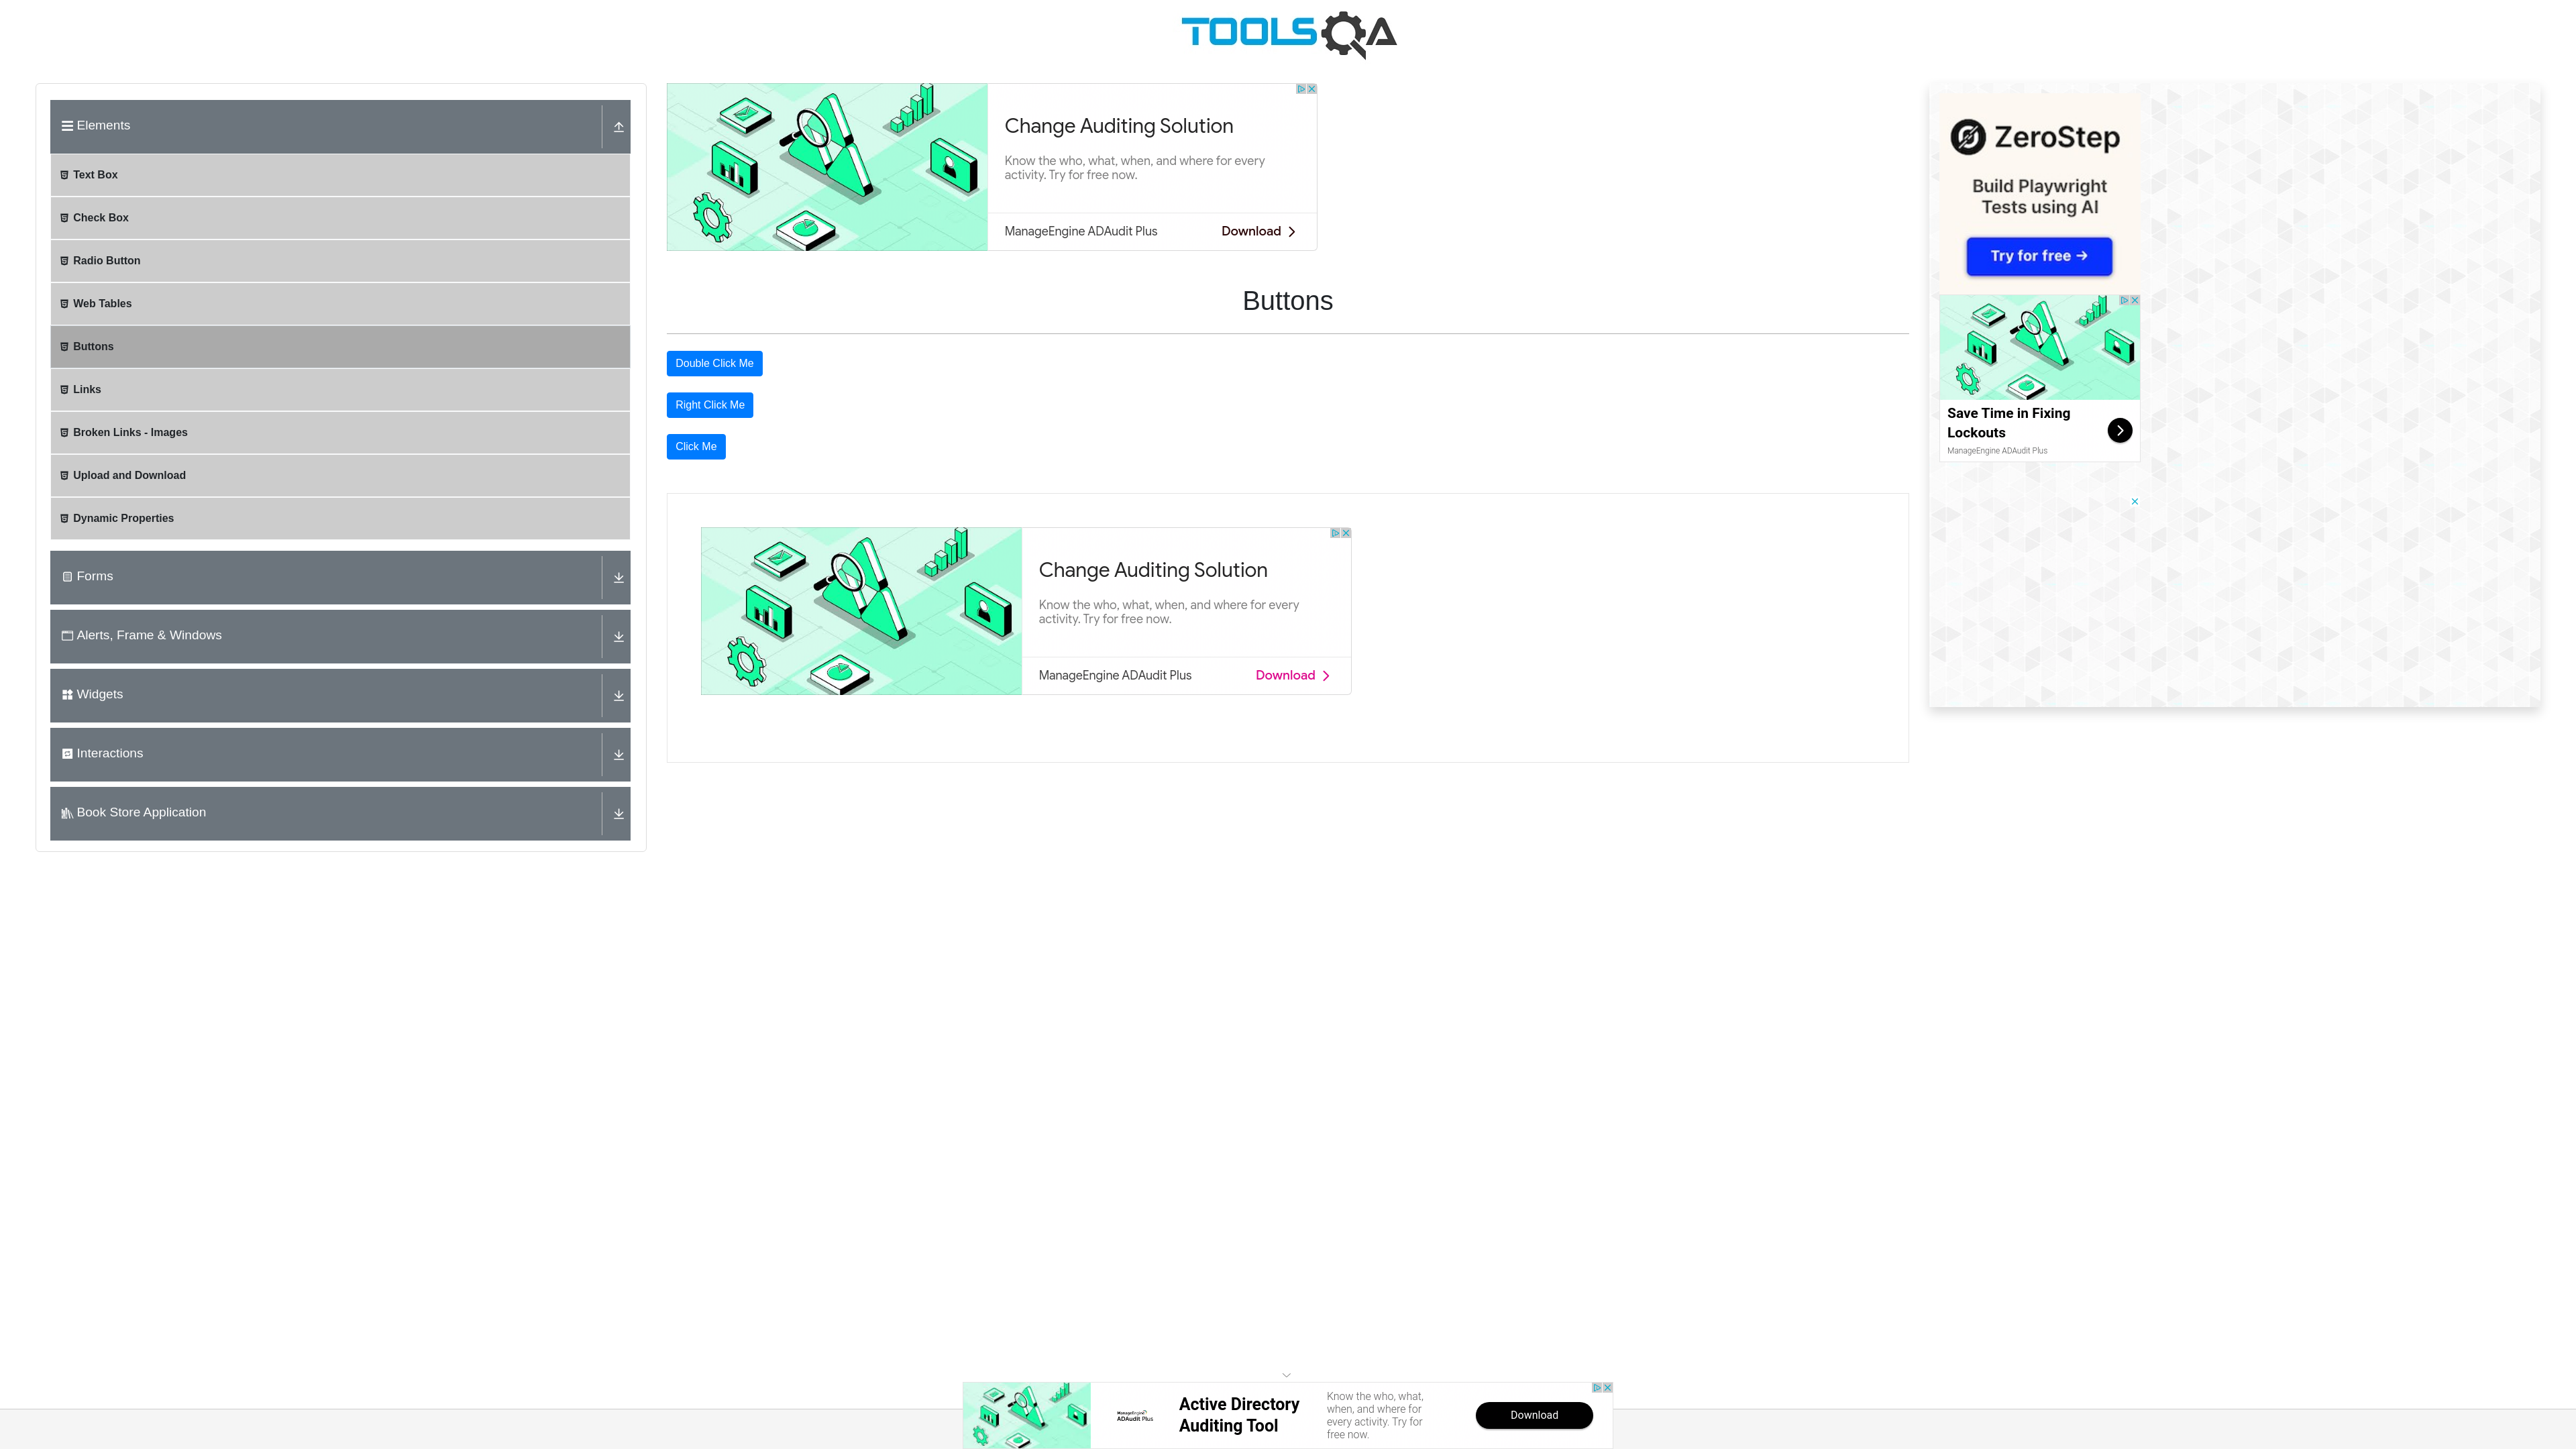 TOOLSQA
Elements
Text Box
Check Box
Radio Button
Web Tables
Buttons
Links
Broken Links - Images
Upload and Download
Dynamic Properties
Forms
Alerts, Frame & Windows
Widgets
Interactions
Book Store Application
Change Auditing Solution
Know the who, what, when, and where for every
activity. Try for free now.
ManageEngine ADAudit Plus
Download
Buttons
Double Click Me
Right Click Me
Click Me
Change Auditing Solution
Know the who, what, when, and where for every
activity. Try for free now.
ManageEngine ADAudit Plus
Download
ZeroStep
Build Playwright
Tests using AI
Try for free →
Save Time in Fixing
Lockouts
ManageEngine ADAudit Plus
ManageEngine
ADAudit Plus
Active Directory
Auditing Tool
Know the who, what,
when, and where for
every activity. Try for
free now.
Download